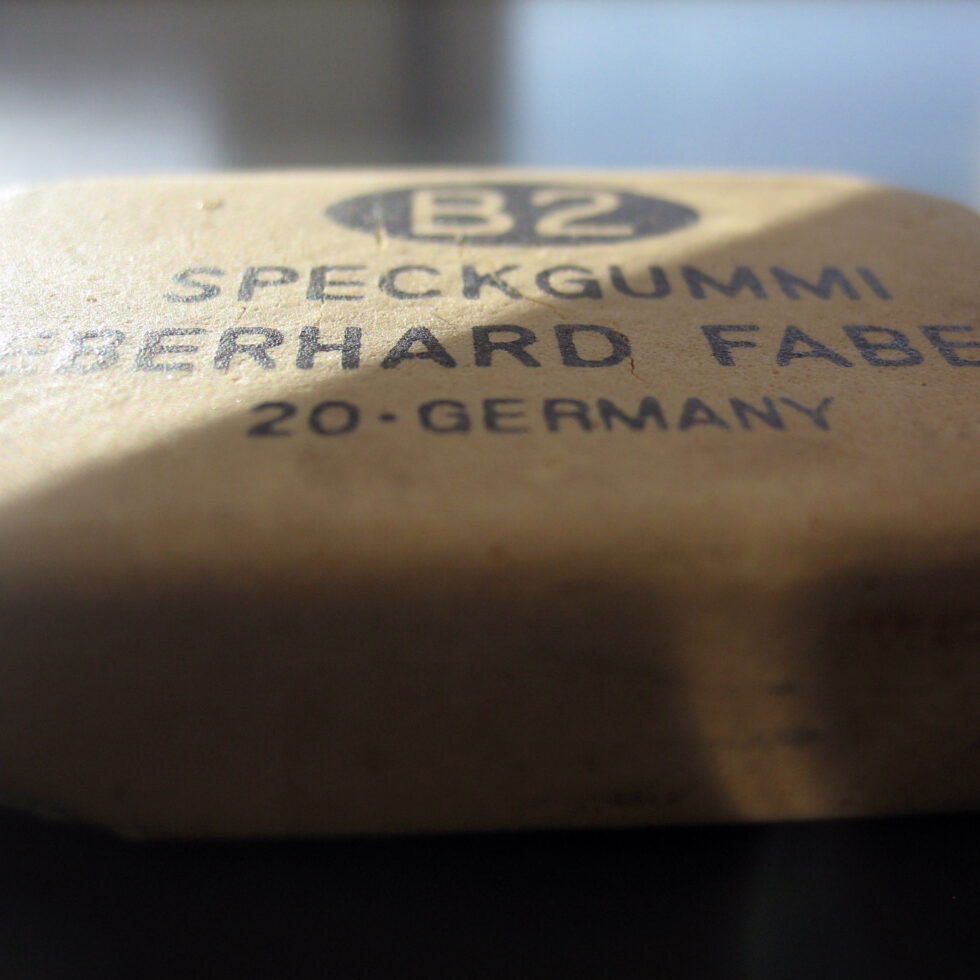 B2
SPECKGUMMI
EBERHARD FABE
20·GERMANY